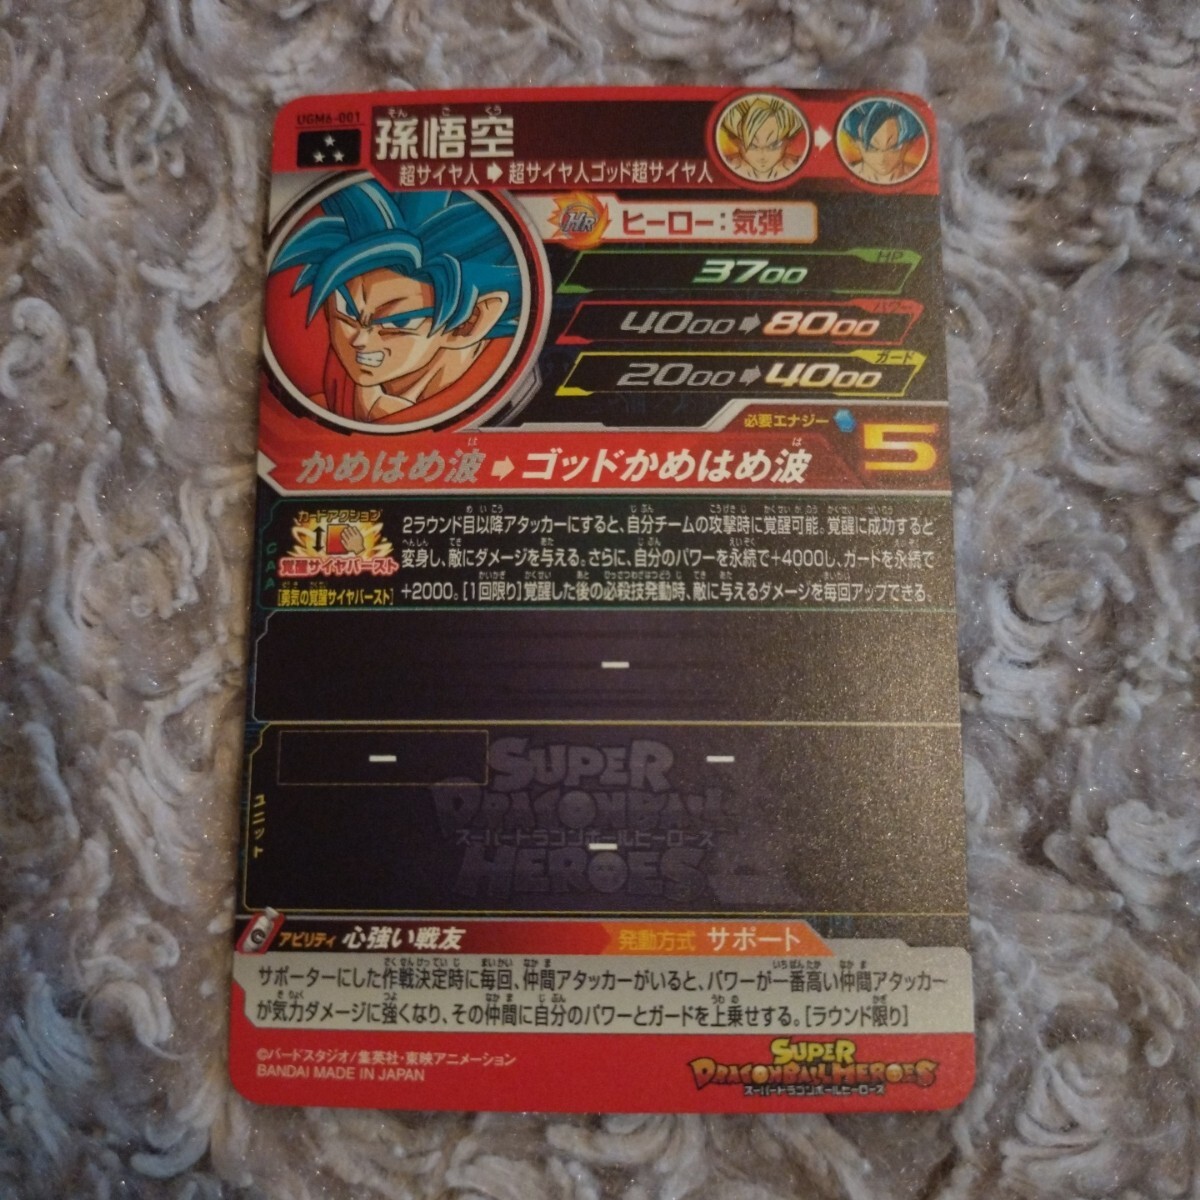 UGM6-001
そん ご くう
孫悟空
超サイヤ人➡超サイヤ人ゴッド超サイヤ人
HR ヒーロー：気弾
HP
3700
パワー
4000➡8000
ガード
2000➡4000
必要エナジー 5
かめはめ波➡ゴッドかめはめ波
CAA
カードアクション
覚醒サイヤバースト
[勇気の覚醒サイヤバースト]
2ラウンド目以降アタッカーにすると、自分チームの攻撃時に覚醒可能。覚醒に成功すると
変身し、敵にダメージを与える。さらに、自分のパワーを永続で+4000し、ガードを永続で
+2000。[1回限り]覚醒した後の必殺技発動時、敵に与えるダメージを毎回アップできる。
ー
ユニット
ー ー
ー
SUPER
DRAGONBALL
スーパードラゴンボールヒーローズ
HEROES
アビリティ 心強い戦友 発動方式 サポート
サポーターにした作戦決定時に毎回、仲間アタッカーがいると、パワーが一番高い仲間アタッカー
が気力ダメージに強くなり、その仲間に自分のパワーとガードを上乗せする。[ラウンド限り]
©バードスタジオ/集英社・東映アニメーション
BANDAI MADE IN JAPAN
SUPER
DRAGONBALL HEROES
スーパードラゴンボールヒーローズ